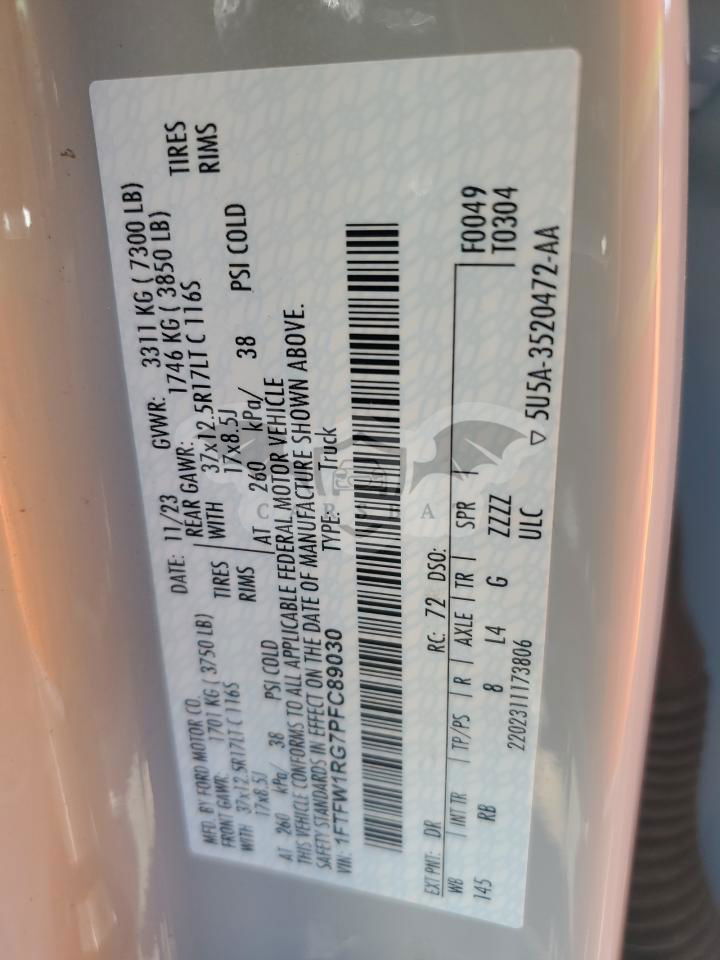 MFD. BY FORD MOTOR CO.
DATE: 11/23 GVWR: 3311 KG ( 7300 LB)
FRONT GAWR: 1701 KG ( 3750 LB) REAR GAWR: 1746 KG ( 3850 LB)
WITH 37x12.5R17LT C 116S TIRES WITH 37x12.5R17LT C 116S TIRES
17x8.5J RIMS 17x8.5J RIMS
AT 260 kPa/ 38 PSI COLD AT 260 kPa/ 38 PSI COLD
THIS VEHICLE CONFORMS TO ALL APPLICABLE FEDERAL MOTOR VEHICLE
SAFETY STANDARDS IN EFFECT ON THE DATE OF MANUFACTURE SHOWN ABOVE.
VIN: 1FTFW1RG7PFC89030 TYPE: Truck
EXT PNT: DR RC: 72 DSO: F0049
WB INT TR TP/PS R AXLE TR SPR T0304
145 RB 8 L4 G ZZZZ
2202311173806 ULC
5U5A-3520472-AA